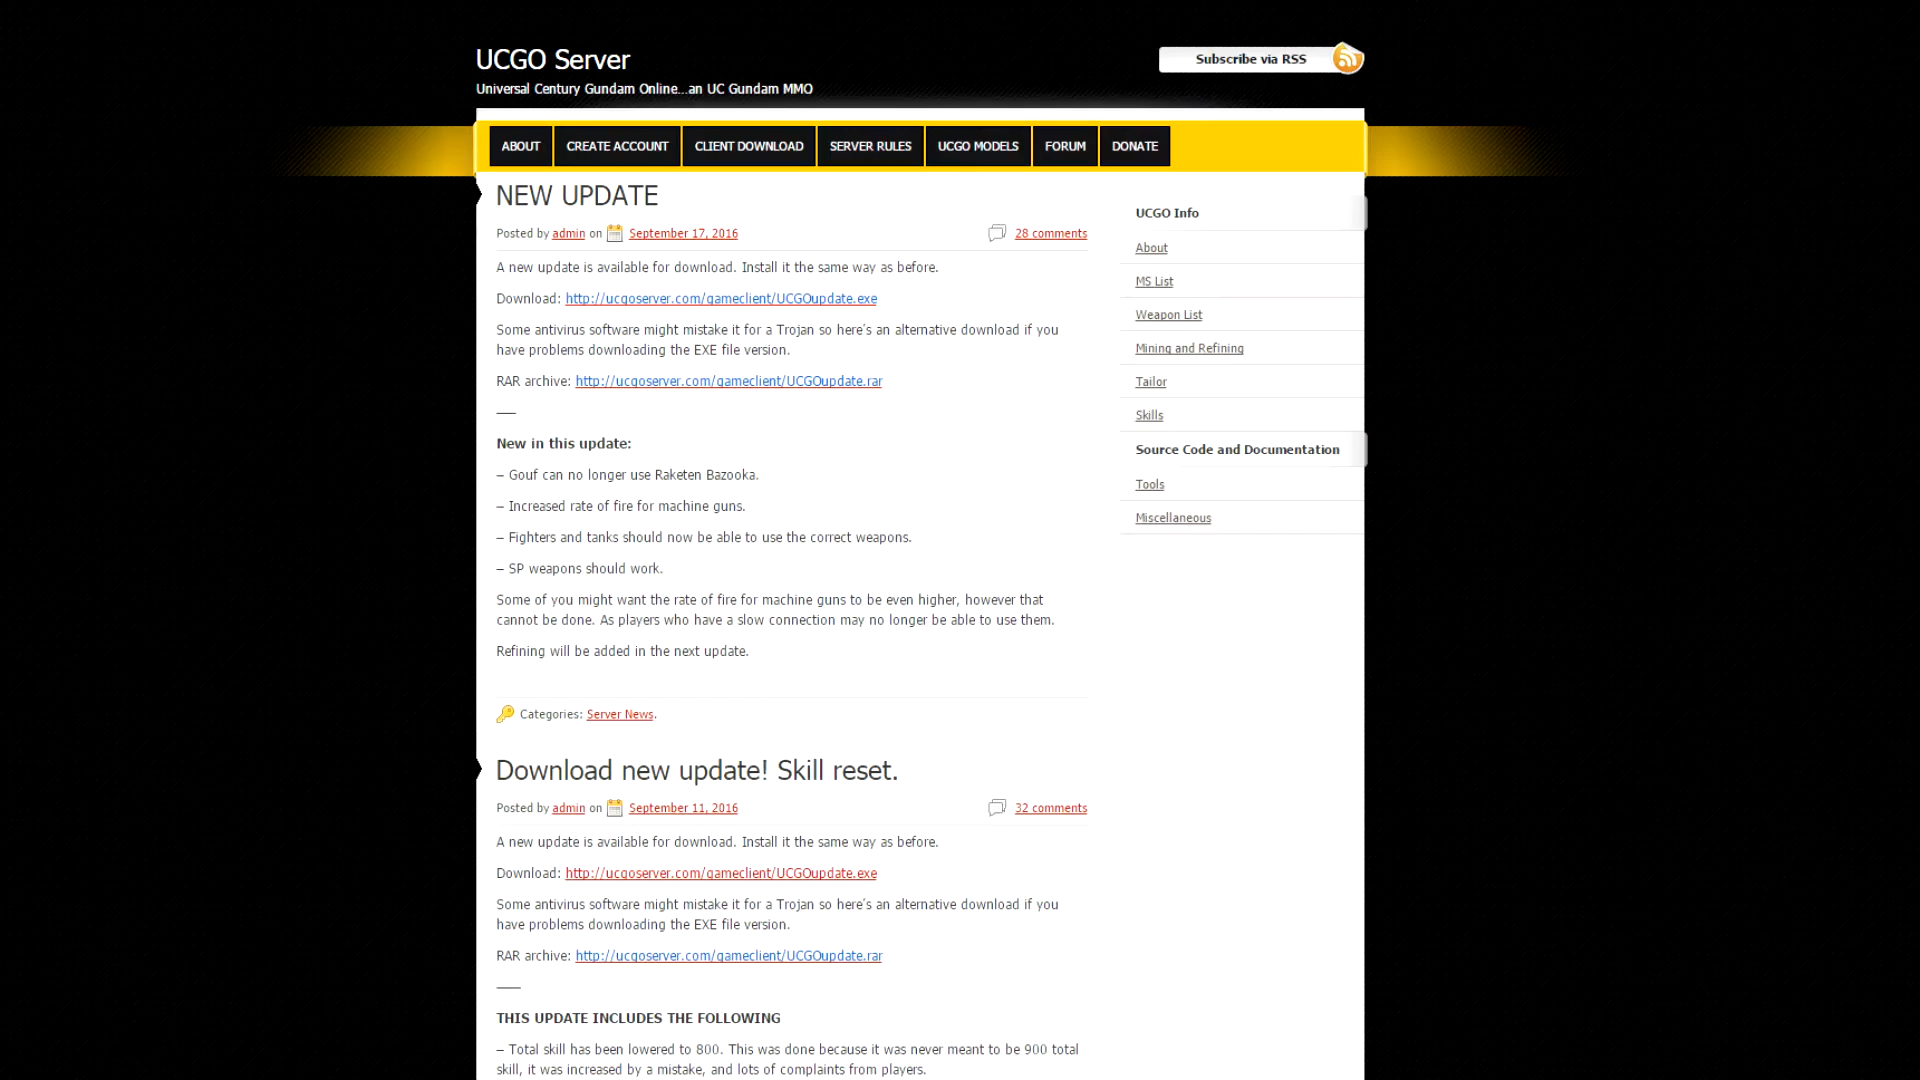 UCGO Server
Subscribe via RSS
Universal Century Gundam Online...an UC Gundam MMO
ABOUT CREATE ACCOUNT CLIENT DOWNLOAD SERVER RULES UCGO MODELS FORUM DONATE
NEW UPDATE
Posted by admin on September 17, 2016 28 comments
A new update is available for download. Install it the same way as before.
Download: http://ucgoserver.com/gameclient/UCGOupdate.exe
Some antivirus software might mistake it for a Trojan so here's an alternative download if you
have problems downloading the EXE file version.
RAR archive: http://ucgoserver.com/gameclient/UCGOupdate.rar
——
New in this update:
– Gouf can no longer use Raketen Bazooka.
– Increased rate of fire for machine guns.
– Fighters and tanks should now be able to use the correct weapons.
– SP weapons should work.
Some of you might want the rate of fire for machine guns to be even higher, however that
cannot be done. As players who have a slow connection may no longer be able to use them.
Refining will be added in the next update.
Categories: Server News.
Download new update! Skill reset.
Posted by admin on September 11, 2016 32 comments
A new update is available for download. Install it the same way as before.
Download: http://ucgoserver.com/gameclient/UCGOupdate.exe
Some antivirus software might mistake it for a Trojan so here's an alternative download if you
have problems downloading the EXE file version.
RAR archive: http://ucgoserver.com/gameclient/UCGOupdate.rar
——
THIS UPDATE INCLUDES THE FOLLOWING
– Total skill has been lowered to 800. This was done because it was never meant to be 900 total
skill, it was increased by a mistake, and lots of complaints from players.
UCGO Info
About
MS List
Weapon List
Mining and Refining
Tailor
Skills
Source Code and Documentation
Tools
Miscellaneous